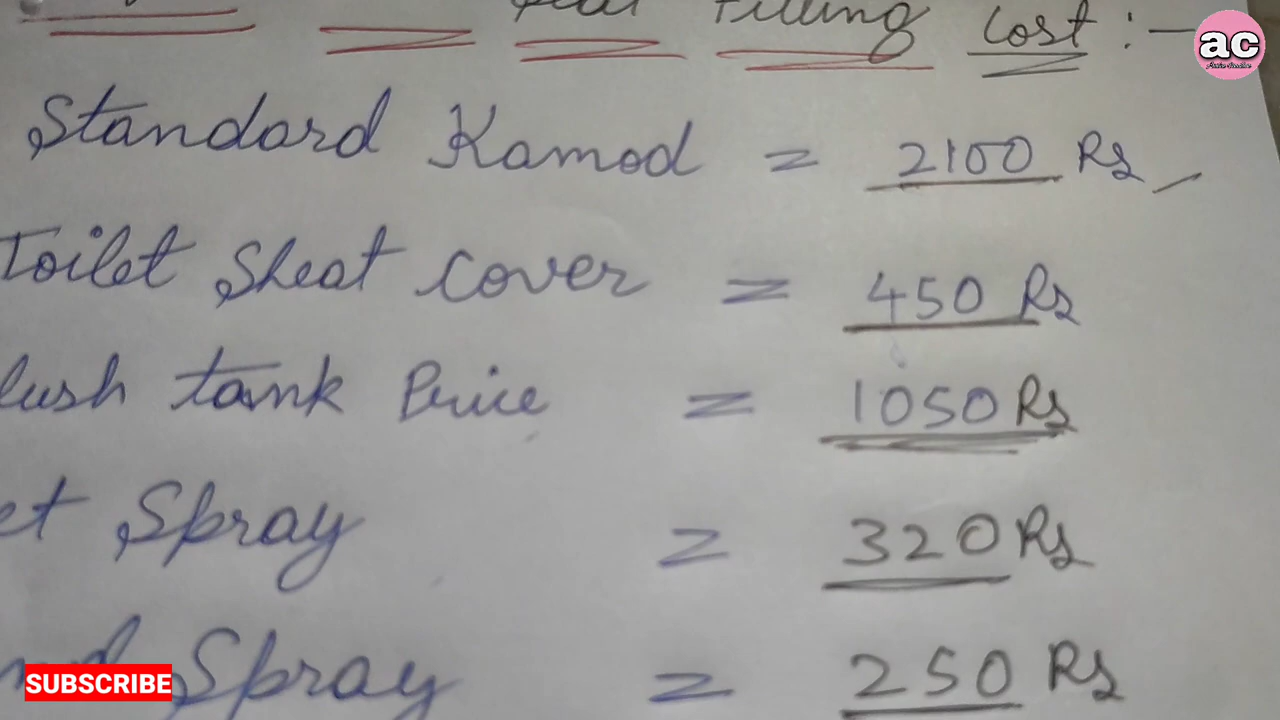 Fitting Cost :-
ac
Standard Kamod = 2100 Rs
Toilet Sheat Cover = 450 Rs
lush tank Price = 1050 Rs
et Spray = 320 Rs
Spray = 250 Rs
SUBSCRIBE